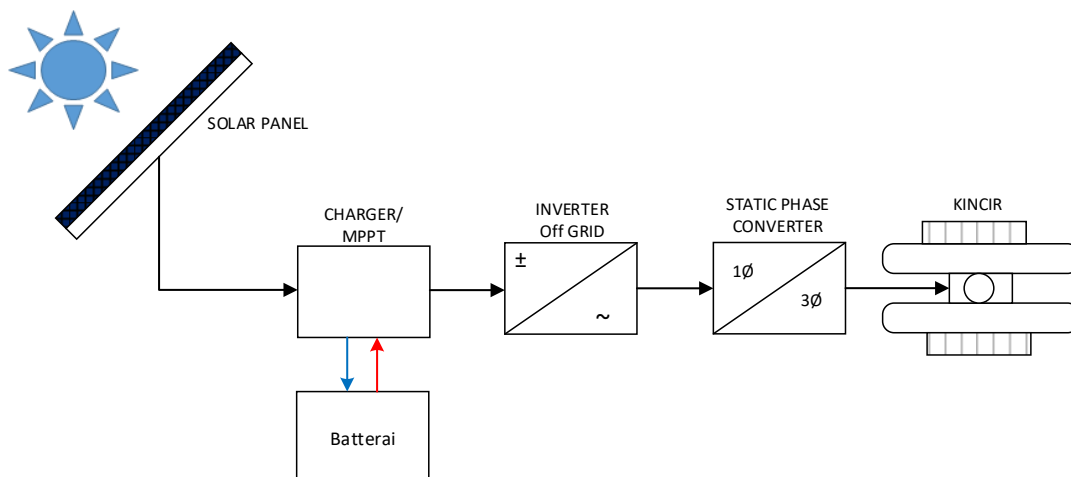 SOLAR PANEL
CHARGER/
MPPT
INVERTER
Off GRID
±
~
STATIC PHASE
CONVERTER
1Ø
3Ø
KINCIR
Batterai